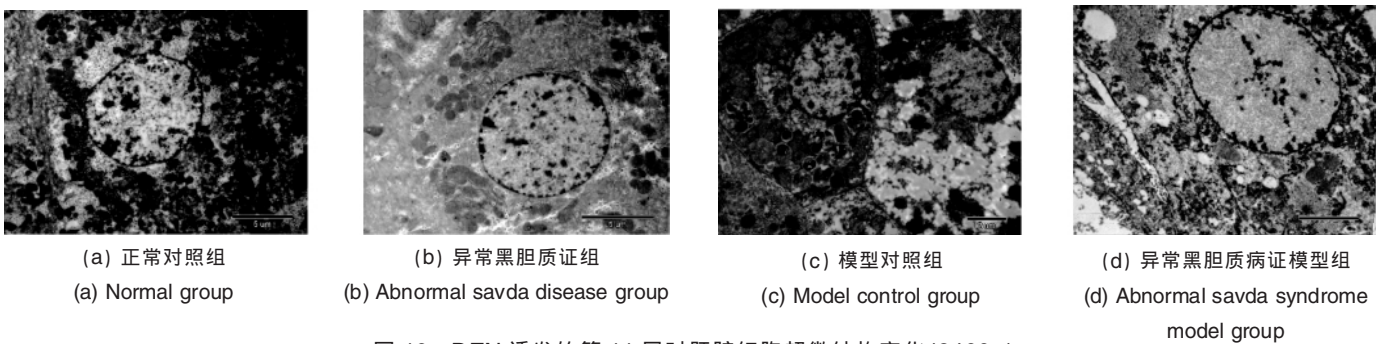 5 um
(a) 正常对照组
(a) Normal group
(b) 异常黑胆质证组
(b) Abnormal savda disease group
(c) 模型对照组
(c) Model control group
(d) 异常黑胆质病证模型组
(d) Abnormal savda syndrome
model group